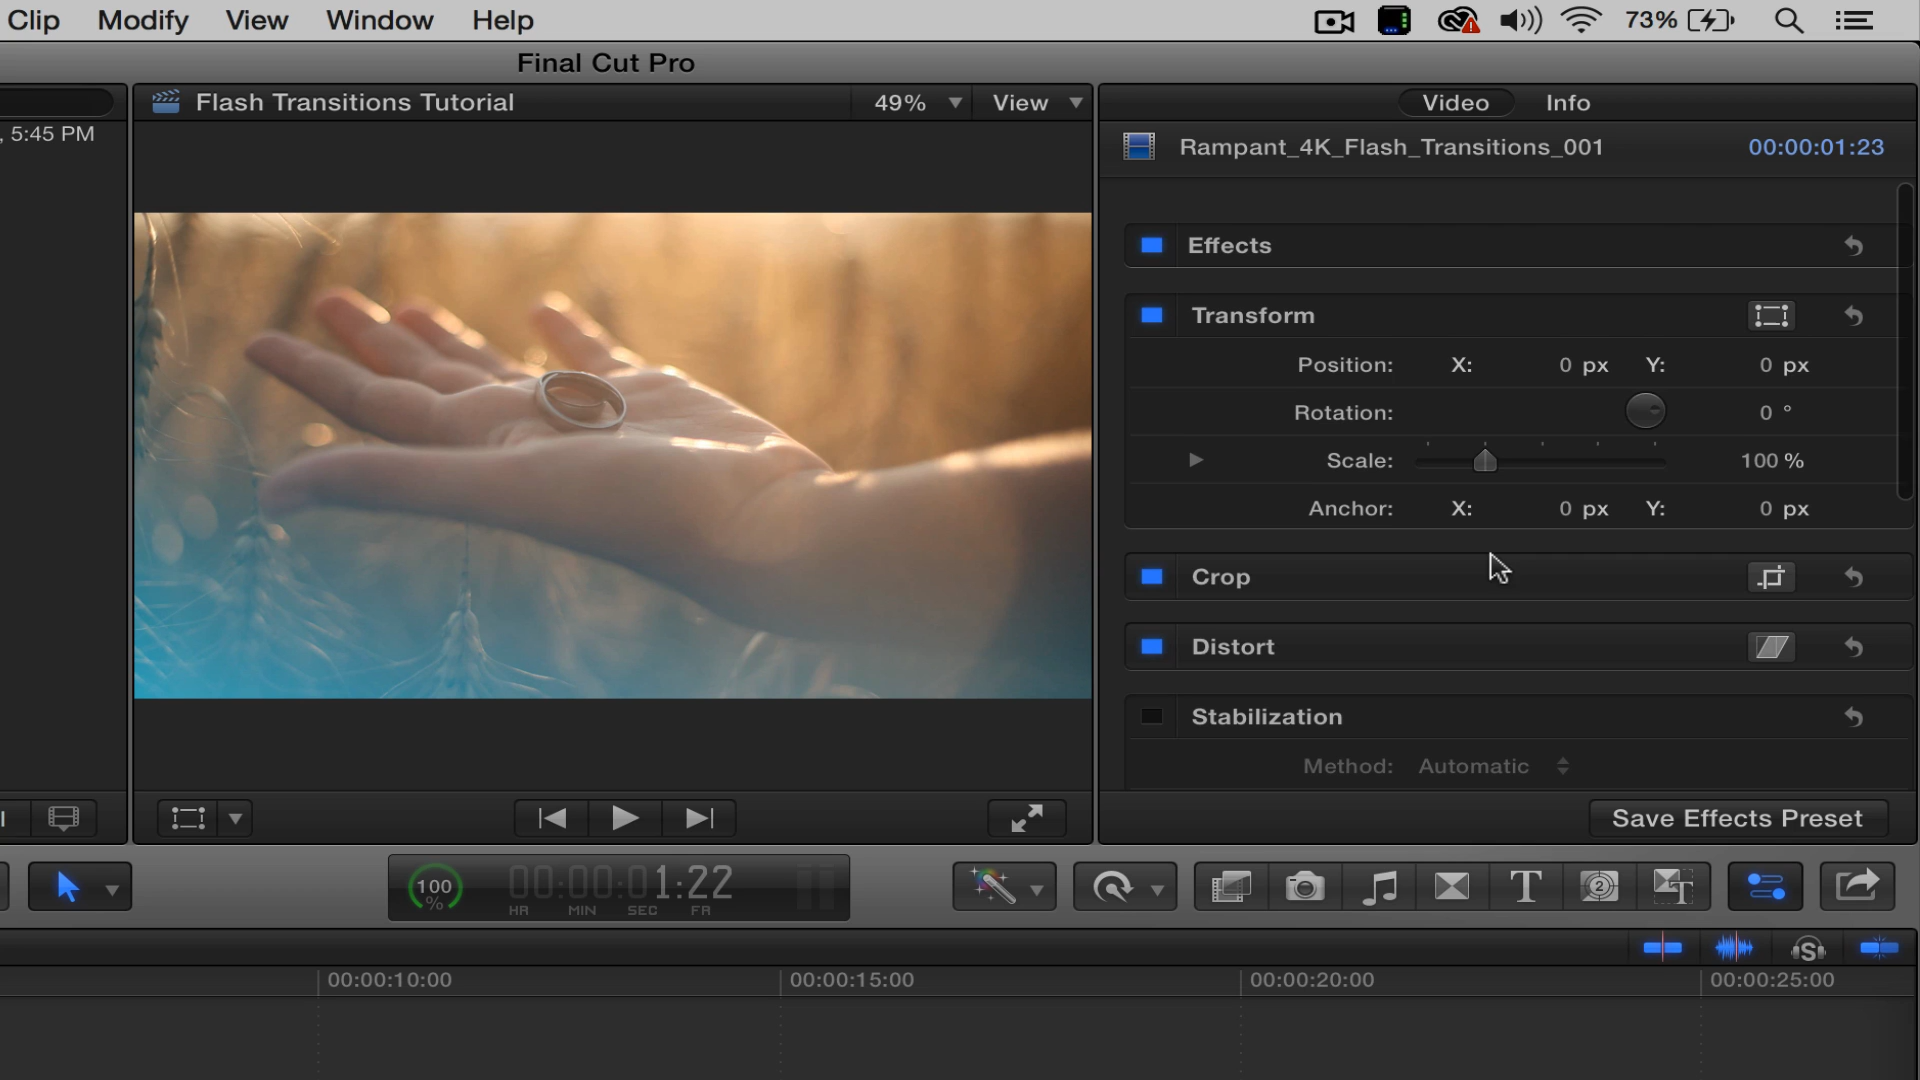 Clip Modify View Window Help 73%
Final Cut Pro
, 5:45 PM
Flash Transitions Tutorial 49% View
Video Info
Rampant_4K_Flash_Transitions_001 00:00:01:23
Effects
Transform
Position: X: 0 px Y: 0 px
Rotation: 0 °
Scale: 100 %
Anchor: X: 0 px Y: 0 px
Crop
Distort
Stabilization
Method: Automatic
Save Effects Preset
100 % 00:00:01:22
HR MIN SEC FR
T 2 T
S
00:00:10:00 00:00:15:00 00:00:20:00 00:00:25:00